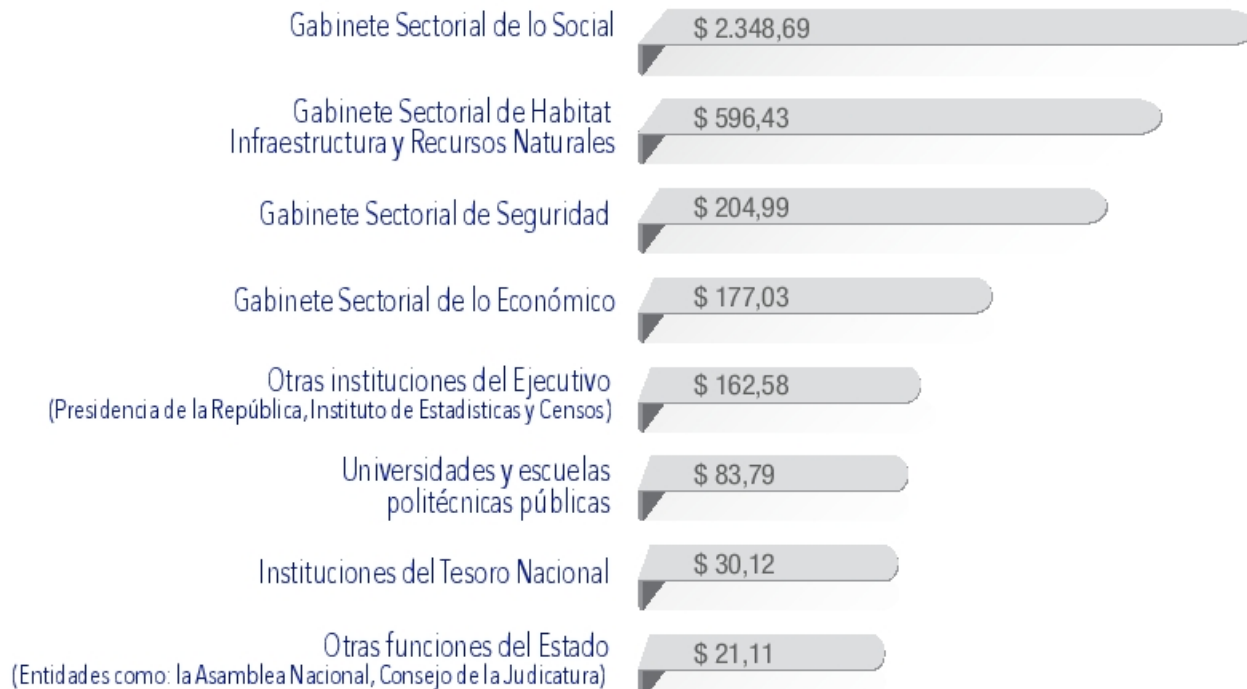 Gabinete Sectorial de lo Social
$ 2.348,69
Gabinete Sectorial de Habitat
Infraestructura y Recursos Naturales
$ 596,43
Gabinete Sectorial de Seguridad
$ 204,99
Gabinete Sectorial de lo Económico
$ 177,03
Otras instituciones del Ejecutivo
(Presidencia de la República, Instituto de Estadisticas y Censos)
$ 162,58
Universidades y escuelas
politécnicas públicas
$ 83,79
Instituciones del Tesoro Nacional
$ 30,12
Otras funciones del Estado
(Entidades como: la Asamblea Nacional, Consejo de la Judicatura)
$ 21,11